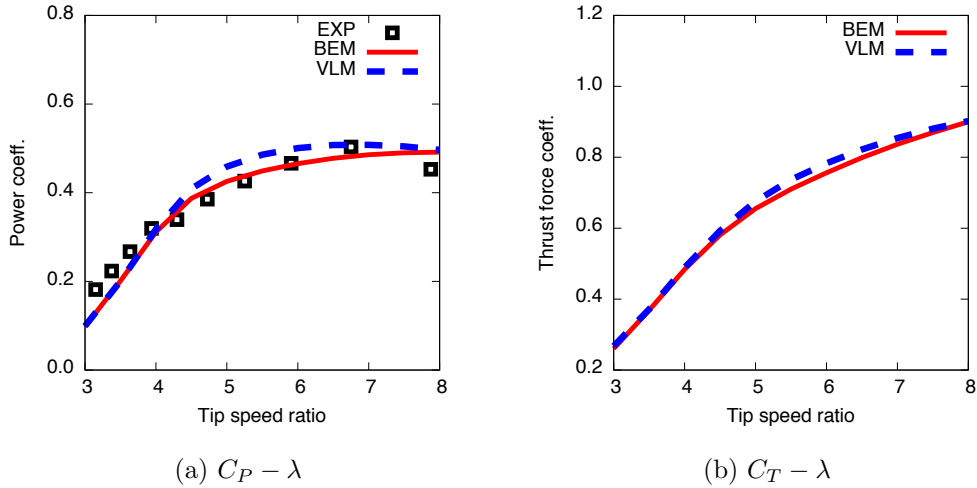 0.8
0.6
0.4
0.2
0.0
Power coeff.
EXP
BEM
VLM
3 4 5 6 7 8
Tip speed ratio
(a) C_P − λ
1.2
1.0
0.8
0.6
0.4
0.2
Thrust force coeff.
BEM
VLM
3 4 5 6 7 8
Tip speed ratio
(b) C_T − λ